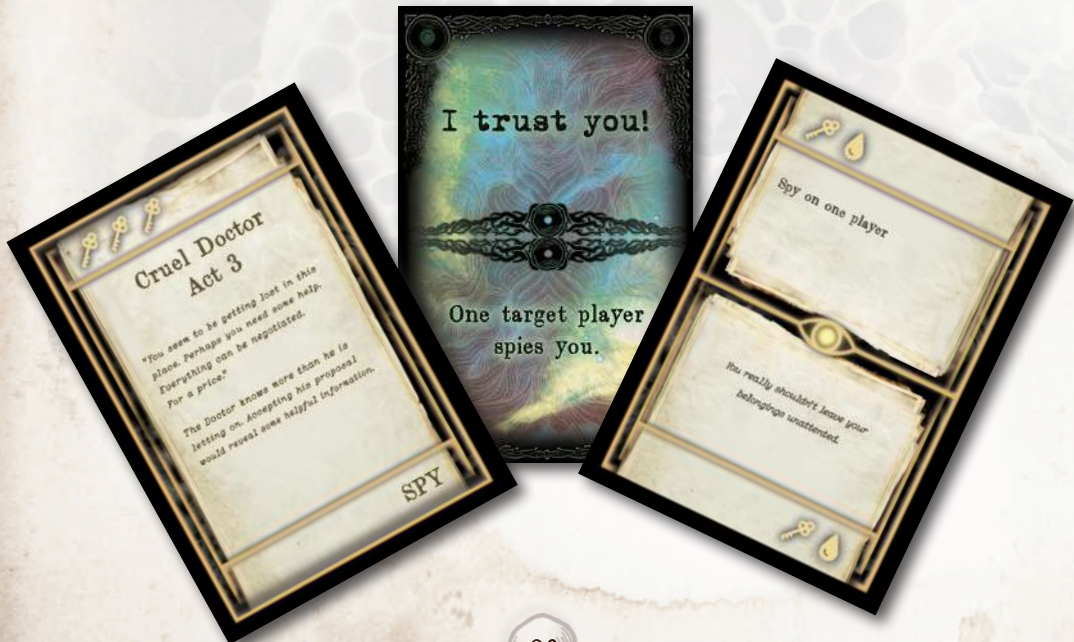 Cruel Doctor
Act 3
"You seem to be getting lost in this
place. Perhaps you need some help.
Everything can be negotiated.
For a price."
The Doctor knows more than he is
letting on. Accepting his proposal
would reveal some helpful information.
SPY
I trust you!
One target player
spies you.
Spy on one player
You really shouldn't leave your
belongings unattented.